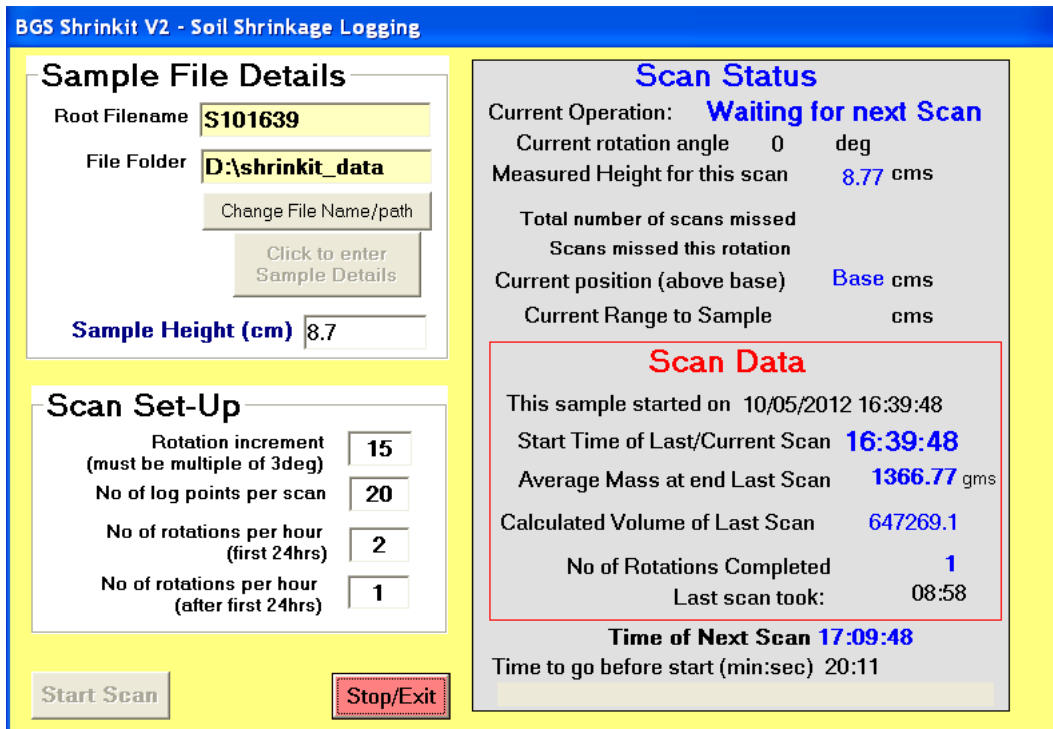 BGS Shrinkit V2 - Soil Shrinkage Logging
Sample File Details
Root Filename S101639
File Folder D:\shrinkit_data
Change File Name/path
Click to enter
Sample Details
Sample Height (cm) 8.7
Scan Set-Up
Rotation increment
(must be multiple of 3deg) 15
No of log points per scan 20
No of rotations per hour
(first 24hrs) 2
No of rotations per hour
(after first 24hrs) 1
Start Scan
Stop/Exit
Scan Status
Current Operation: Waiting for next Scan
Current rotation angle 0 deg
Measured Height for this scan 8.77 cms
Total number of scans missed
Scans missed this rotation
Current position (above base) Base cms
Current Range to Sample cms
Scan Data
This sample started on 10/05/2012 16:39:48
Start Time of Last/Current Scan 16:39:48
Average Mass at end Last Scan 1366.77 gms
Calculated Volume of Last Scan 647269.1
No of Rotations Completed 1
Last scan took: 08:58
Time of Next Scan 17:09:48
Time to go before start (min:sec) 20:11